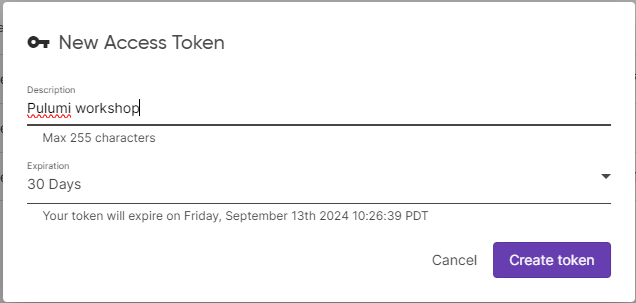 New Access Token
Description
Pulumi workshop
Max 255 characters
Expiration
30 Days
Your token will expire on Friday, September 13th 2024 10:26:39 PDT
Cancel Create token